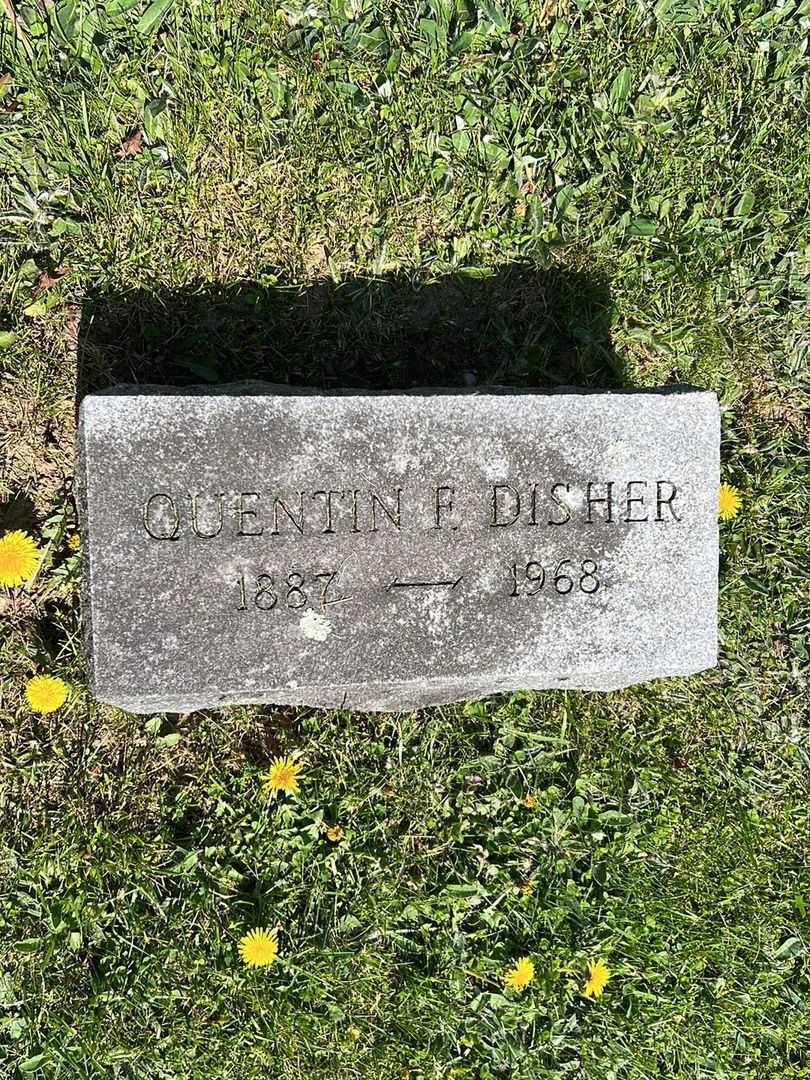 QUENTIN F. DISHER
1887 — 1968